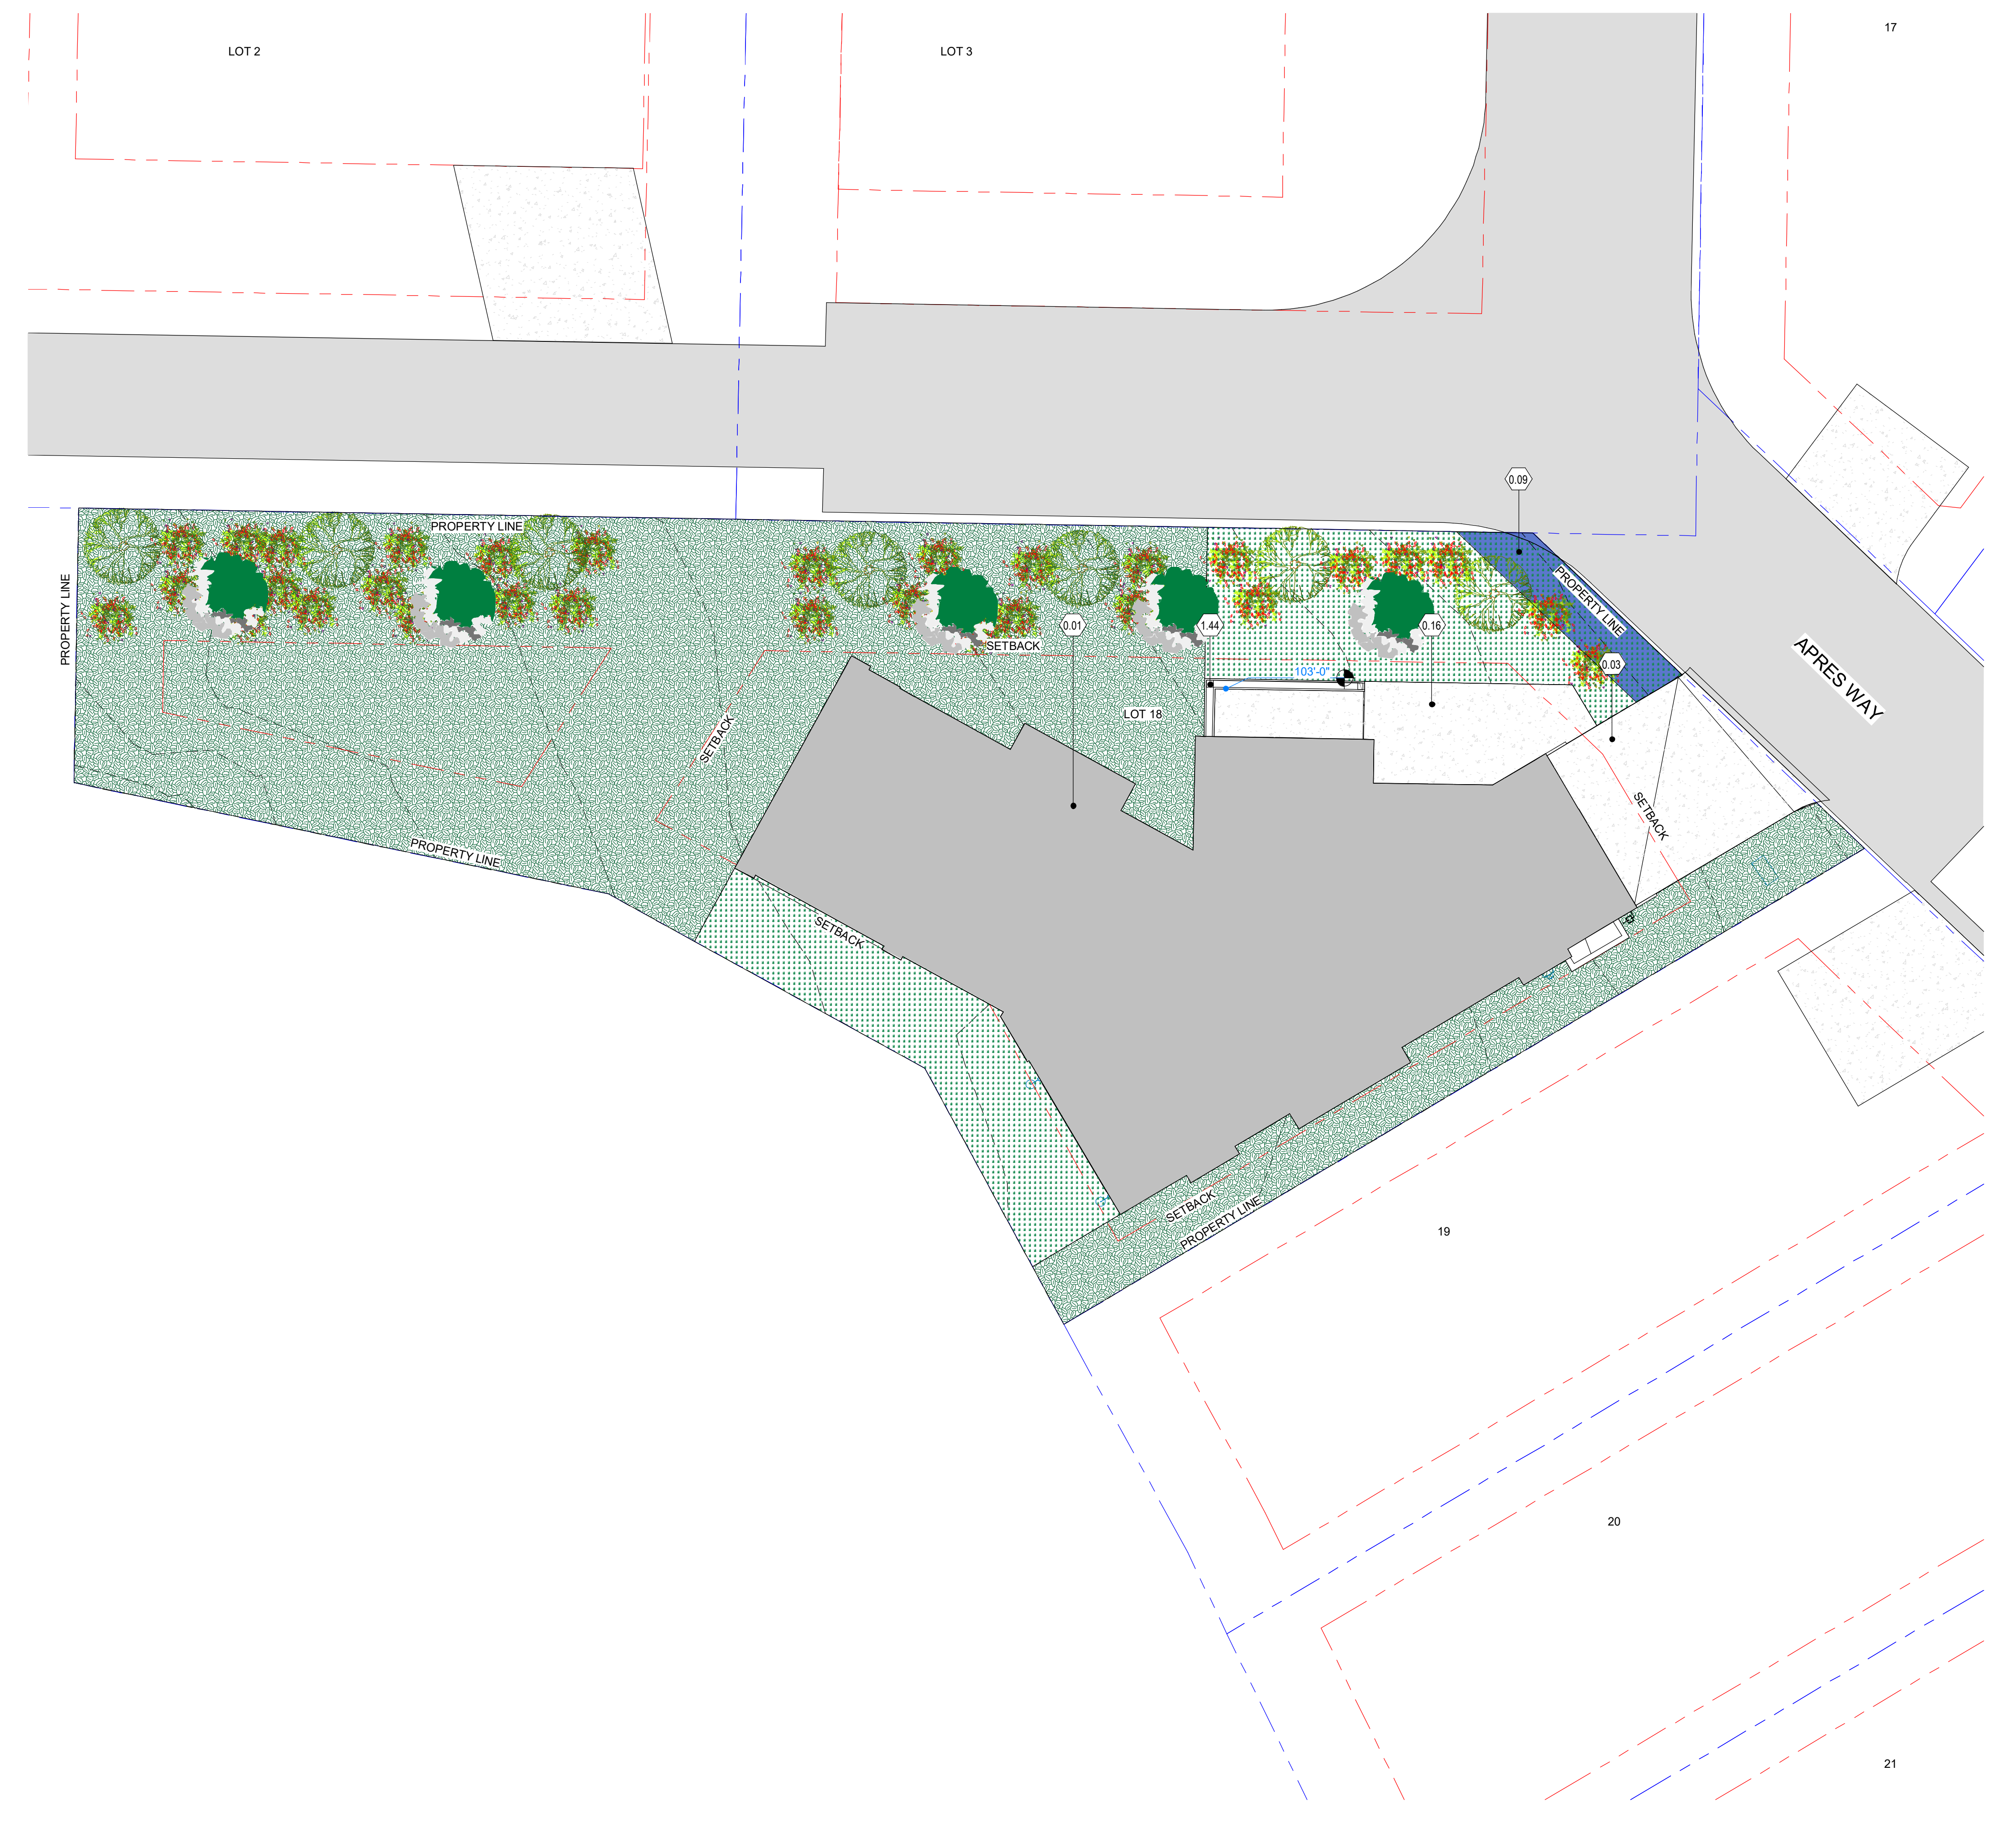 LOT 2
LOT 3
17
0.09
PROPERTY LINE
PROPERTY LINE
PROPERTY LINE
0.01
1.44
0.16
SETBACK
0.03
103'-0"
APRES WAY
LOT 18
SETBACK
SETBACK
PROPERTY LINE
SETBACK
SETBACK
PROPERTY LINE
19
20
21